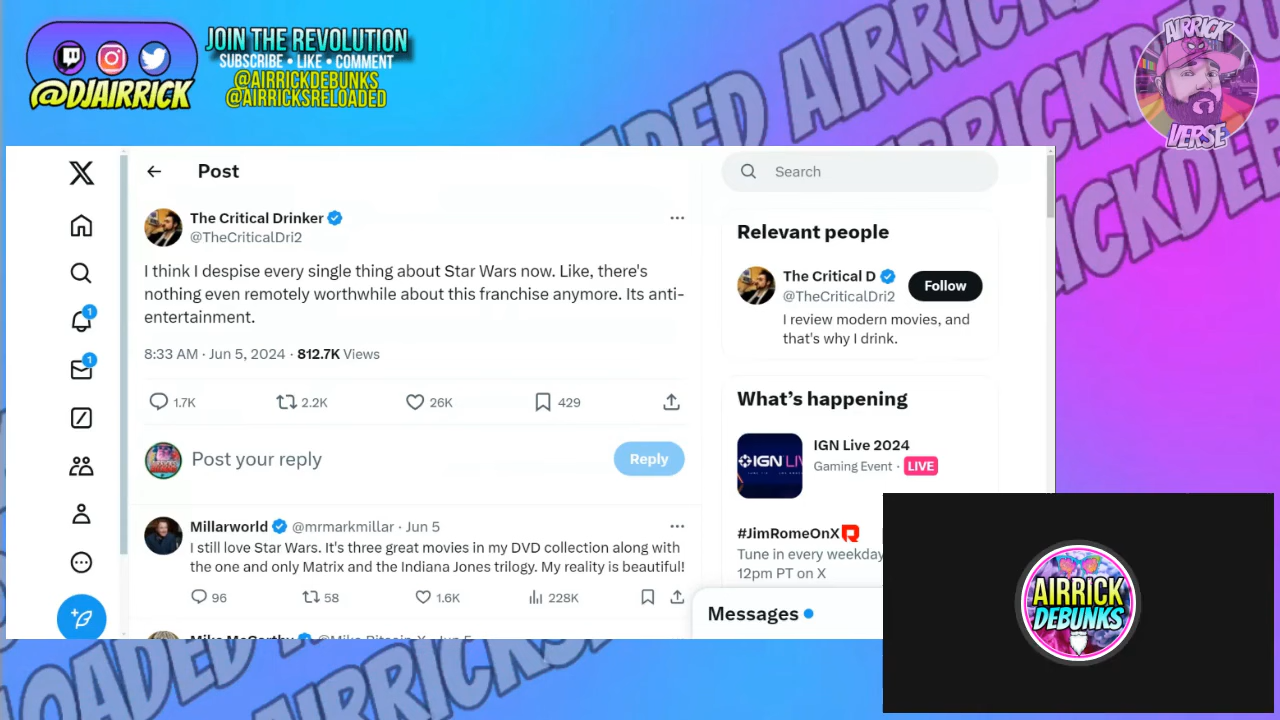 JOIN THE REVOLUTION
SUBSCRIBE • LIKE • COMMENT
@AIRRICKDEBUNKS
@AIRRICKSRELOADED
@DJAIRRICK
AIRRICK
VERSE
Post
Search
The Critical Drinker
@TheCriticalDri2
I think I despise every single thing about Star Wars now. Like, there's
nothing even remotely worthwhile about this franchise anymore. Its anti-
entertainment.
8:33 AM · Jun 5, 2024 · 812.7K Views
1.7K 2.2K 26K 429
Post your reply
Reply
Millarworld @mrmarkmillar · Jun 5
I still love Star Wars. It's three great movies in my DVD collection along with
the one and only Matrix and the Indiana Jones trilogy. My reality is beautiful!
96 58 1.6K 228K
Relevant people
The Critical D
@TheCriticalDri2
Follow
I review modern movies, and
that's why I drink.
What's happening
IGN LIV
IGN Live 2024
Gaming Event · LIVE
#JimRomeOnX
Tune in every weekday
12pm PT on X
Messages
1
1
AIRRICK
DEBUNKS